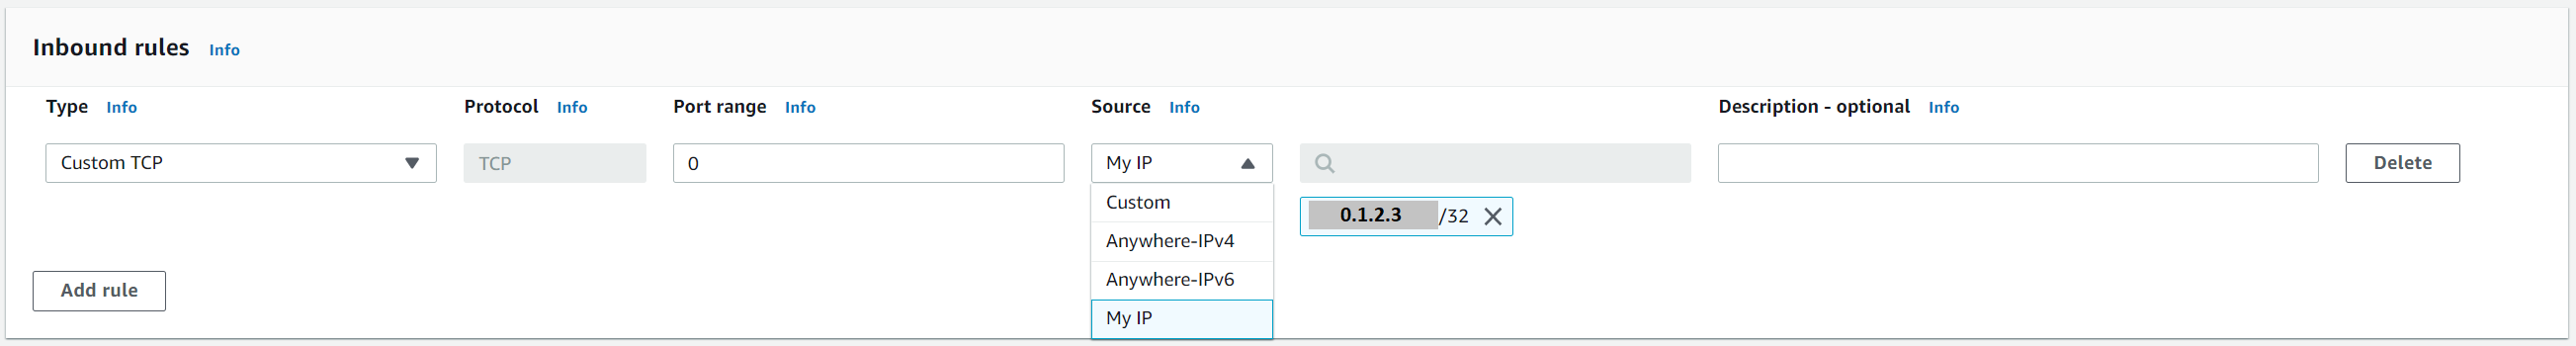 Inbound rules Info
Type Info Protocol Info Port range Info Source Info Description - optional Info
Custom TCP TCP 0 My IP Delete
Custom
0.1.2.3 /32
Anywhere-IPv4
Anywhere-IPv6
Add rule
My IP